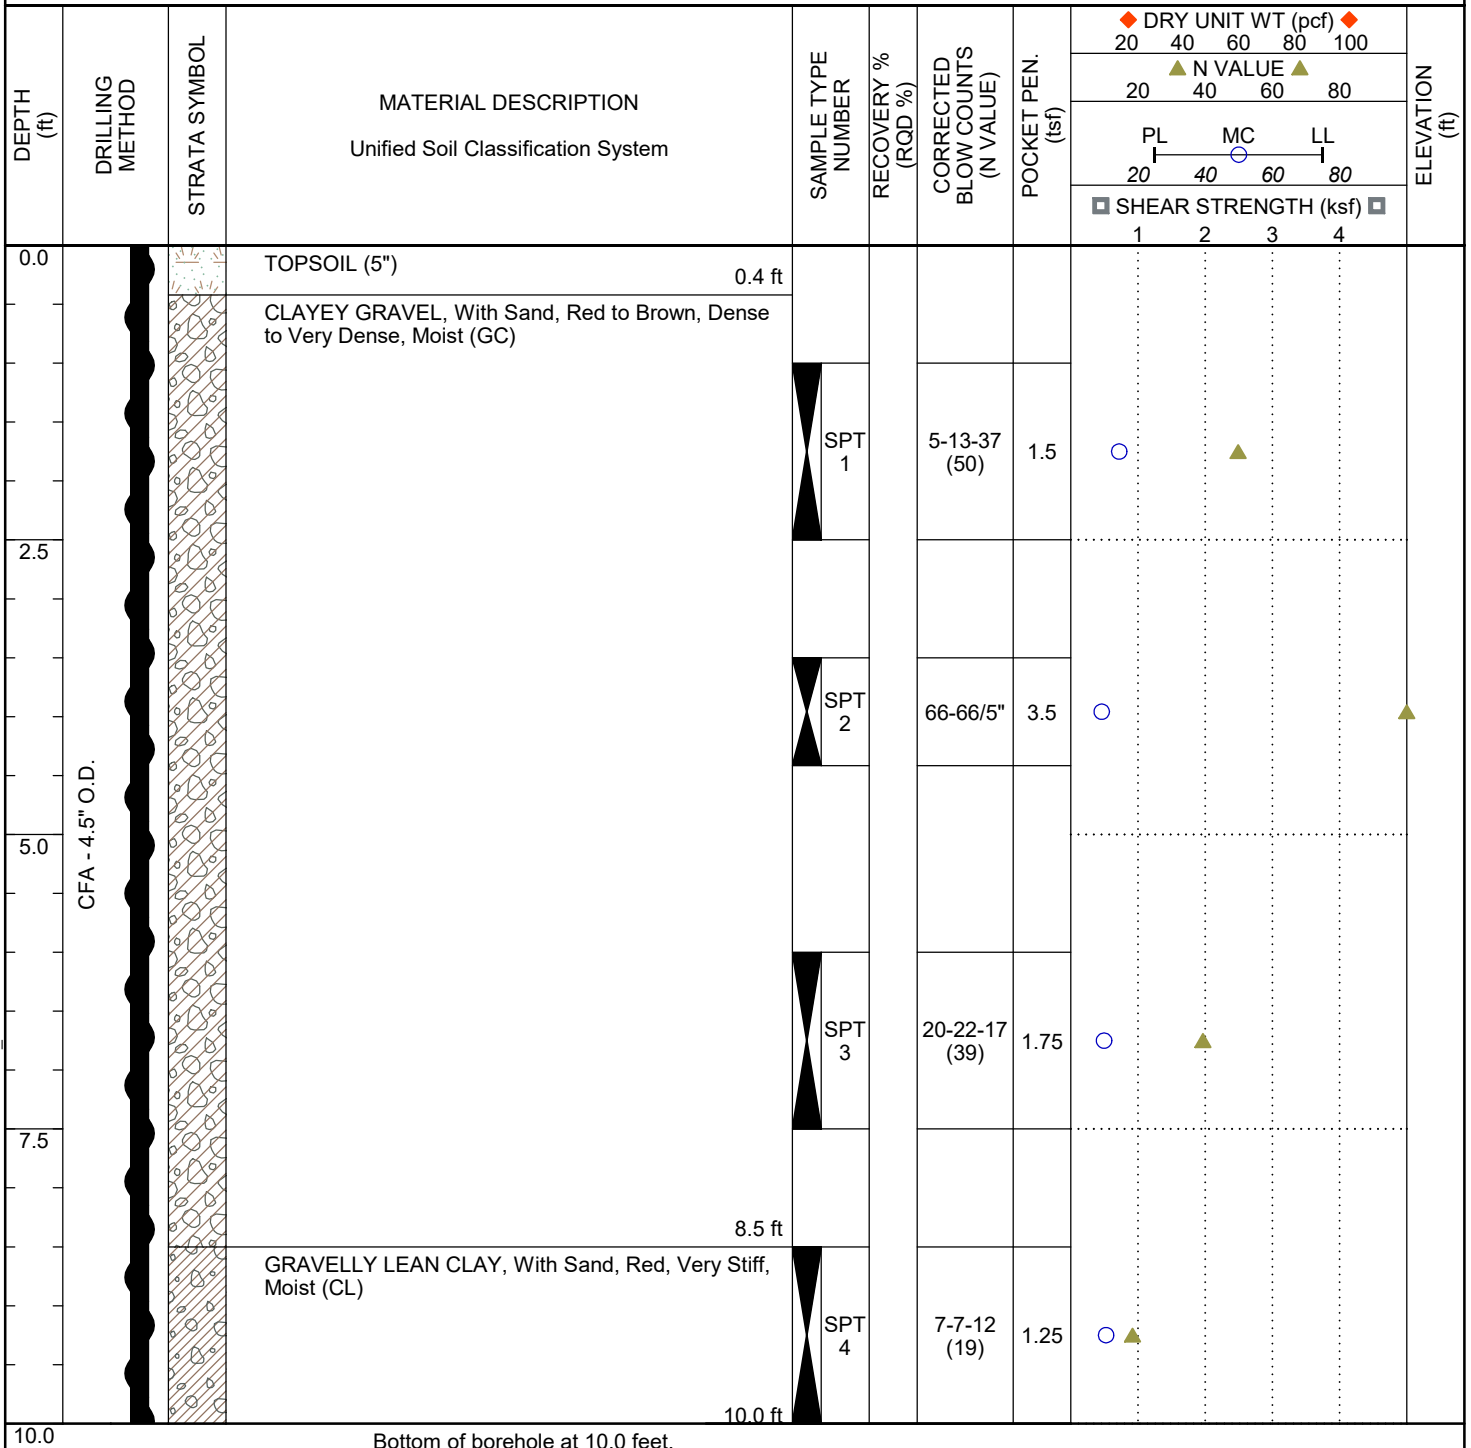 DEPTH
(ft)
DRILLING
METHOD
STRATA SYMBOL
MATERIAL DESCRIPTION
Unified Soil Classification System
SAMPLE TYPE
NUMBER
RECOVERY %
(RQD %)
CORRECTED
BLOW COUNTS
(N VALUE)
POCKET PEN.
(tsf)
DRY UNIT WT (pcf)
20 40 60 80 100
N VALUE
20 40 60 80
PL MC LL
20 40 60 80
SHEAR STRENGTH (ksf)
1 2 3 4
ELEVATION
(ft)
0.0
TOPSOIL (5")
0.4 ft
CLAYEY GRAVEL, With Sand, Red to Brown, Dense
to Very Dense, Moist (GC)
SPT
1
5-13-37
(50)
1.5
2.5
SPT
2
66-66/5"
3.5
CFA - 4.5" O.D.
5.0
SPT
3
20-22-17
(39)
1.75
7.5
8.5 ft
GRAVELLY LEAN CLAY, With Sand, Red, Very Stiff,
Moist (CL)
SPT
4
7-7-12
(19)
1.25
10.0 ft
10.0
Bottom of borehole at 10.0 feet.